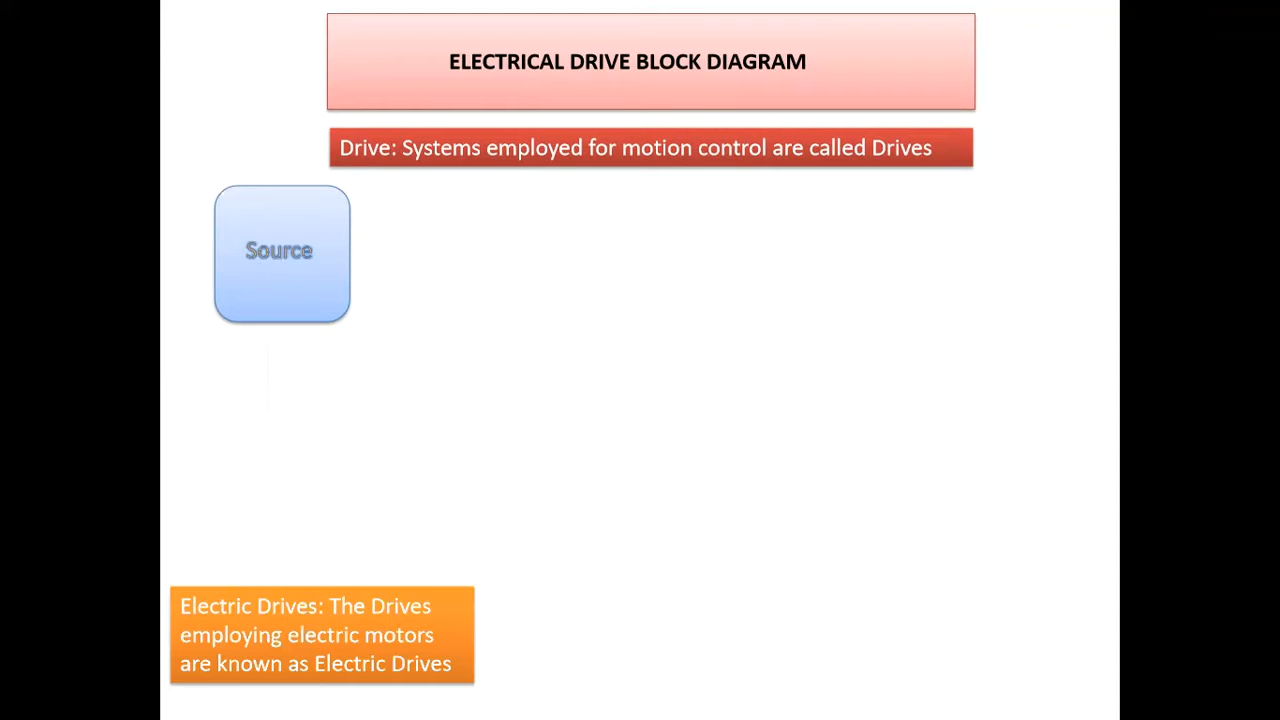 ELECTRICAL DRIVE BLOCK DIAGRAM
Drive: Systems employed for motion control are called Drives
Source
Electric Drives: The Drives
employing electric motors
are known as Electric Drives